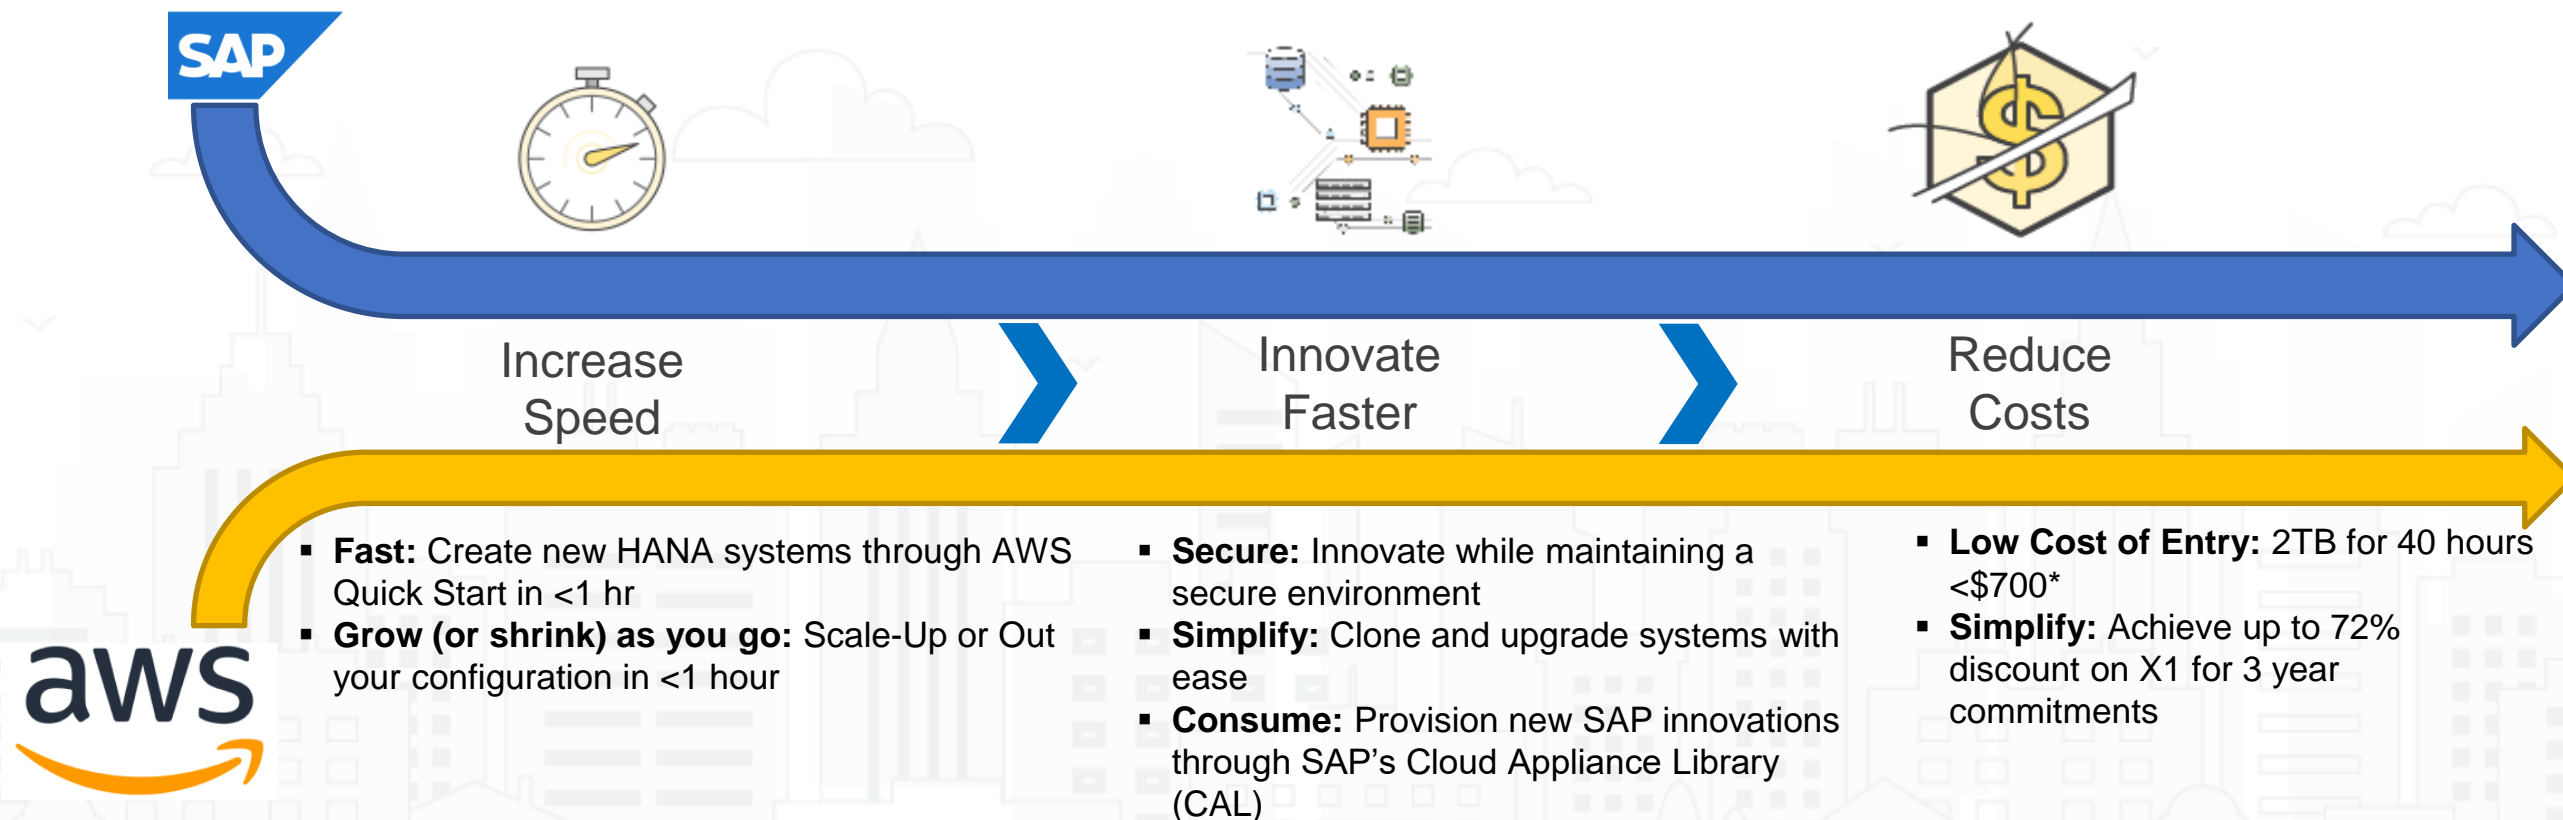 SAP
Increase
Speed
Innovate
Faster
Reduce
Costs
▪ Fast: Create new HANA systems through AWS
Quick Start in <1 hr
▪ Grow (or shrink) as you go: Scale-Up or Out
your configuration in <1 hour
▪ Secure: Innovate while maintaining a
secure environment
▪ Simplify: Clone and upgrade systems with
ease
▪ Consume: Provision new SAP innovations
through SAP’s Cloud Appliance Library
(CAL)
▪ Low Cost of Entry: 2TB for 40 hours
<$700*
▪ Simplify: Achieve up to 72%
discount on X1 for 3 year
commitments
aws